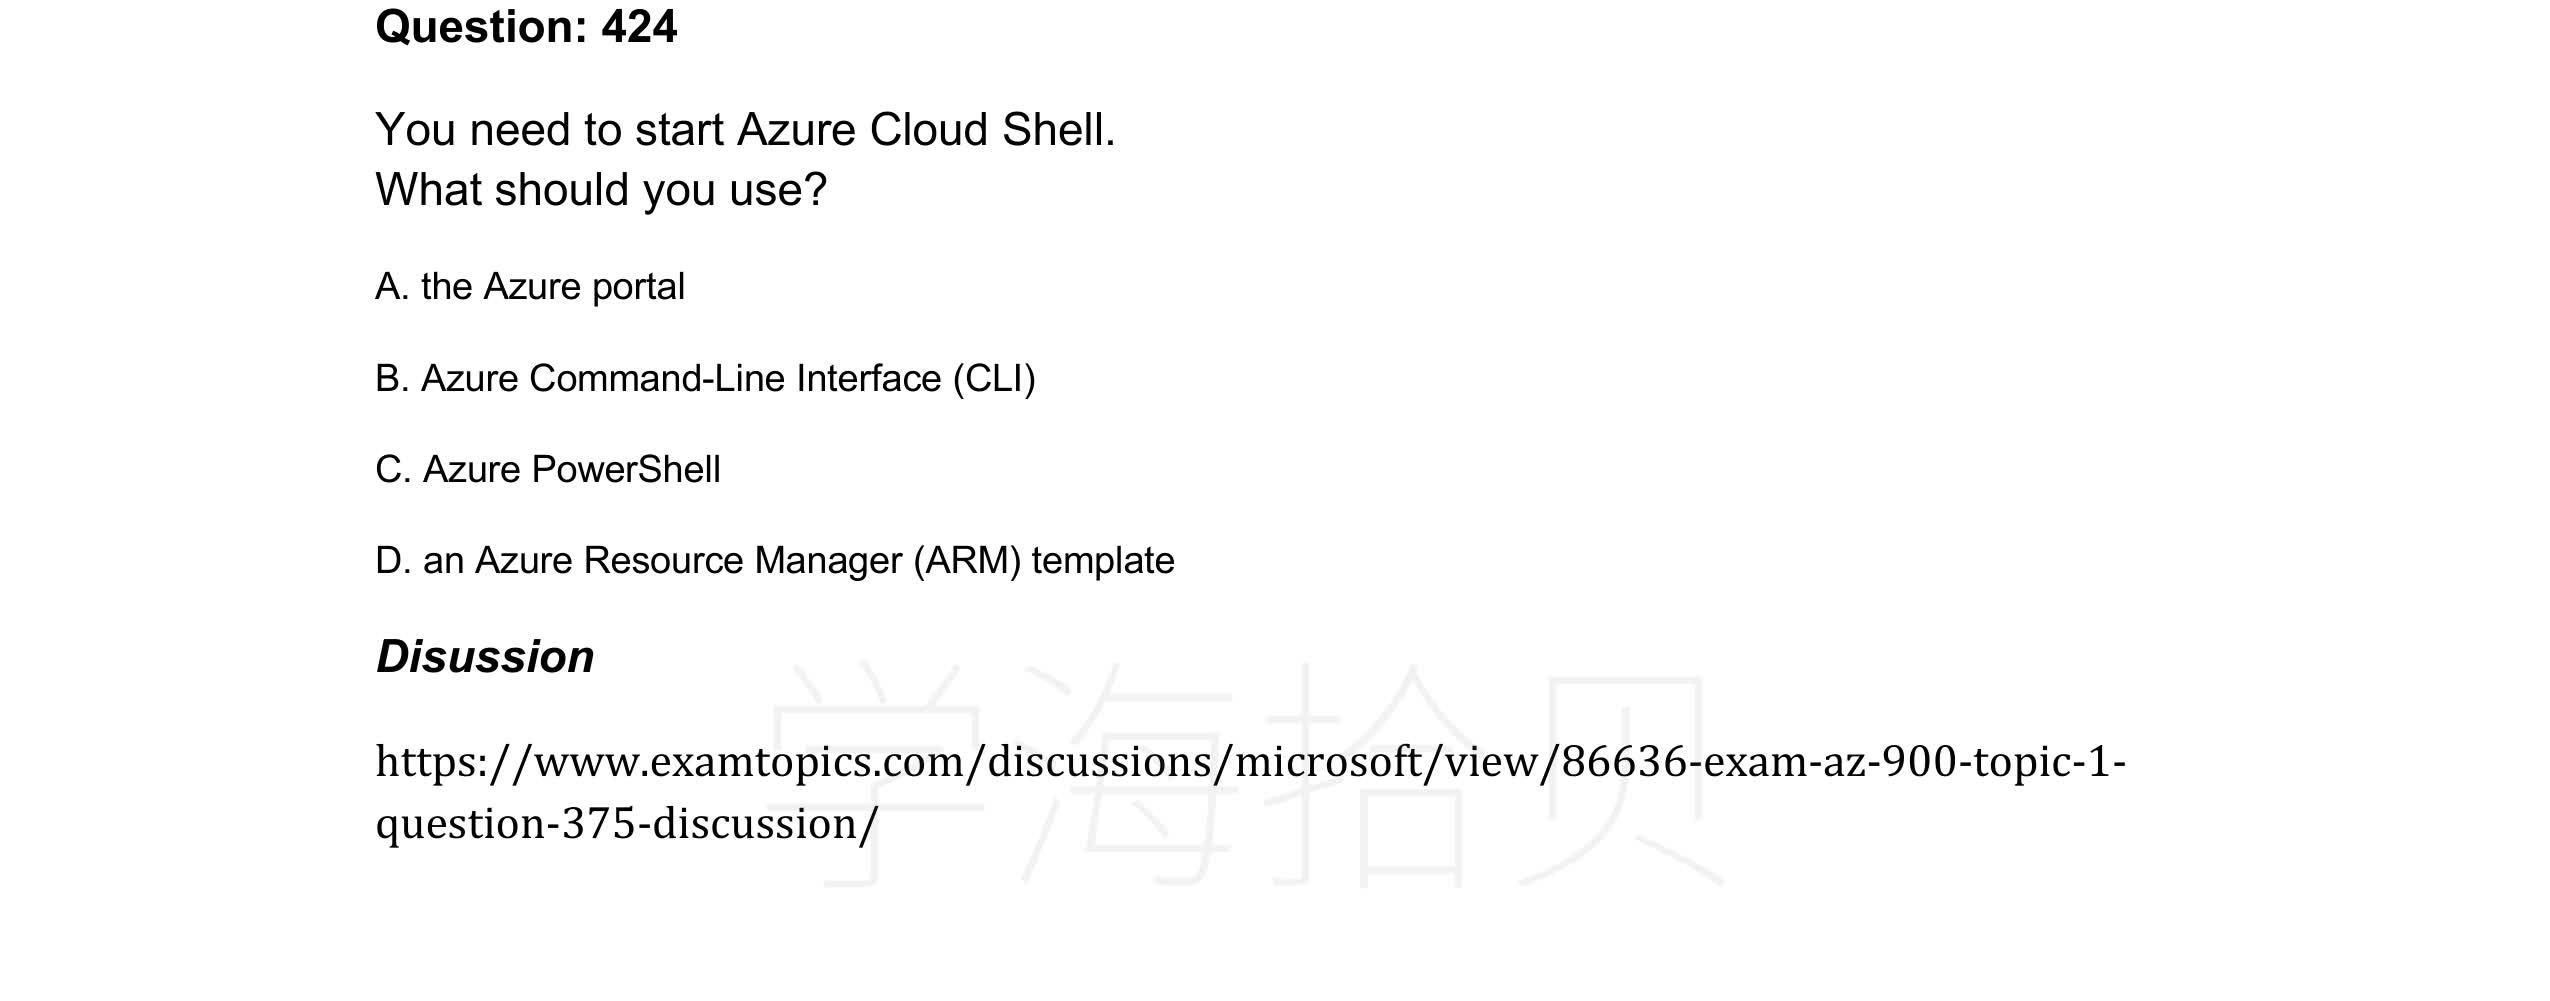 Question: 424
You need to start Azure Cloud Shell.
What should you use?
A. the Azure portal
B. Azure Command-Line Interface (CLI)
C. Azure PowerShell
D. an Azure Resource Manager (ARM) template
Disussion
学海拾贝
https://www.examtopics.com/discussions/microsoft/view/86636-exam-az-900-topic-1-
question-375-discussion/